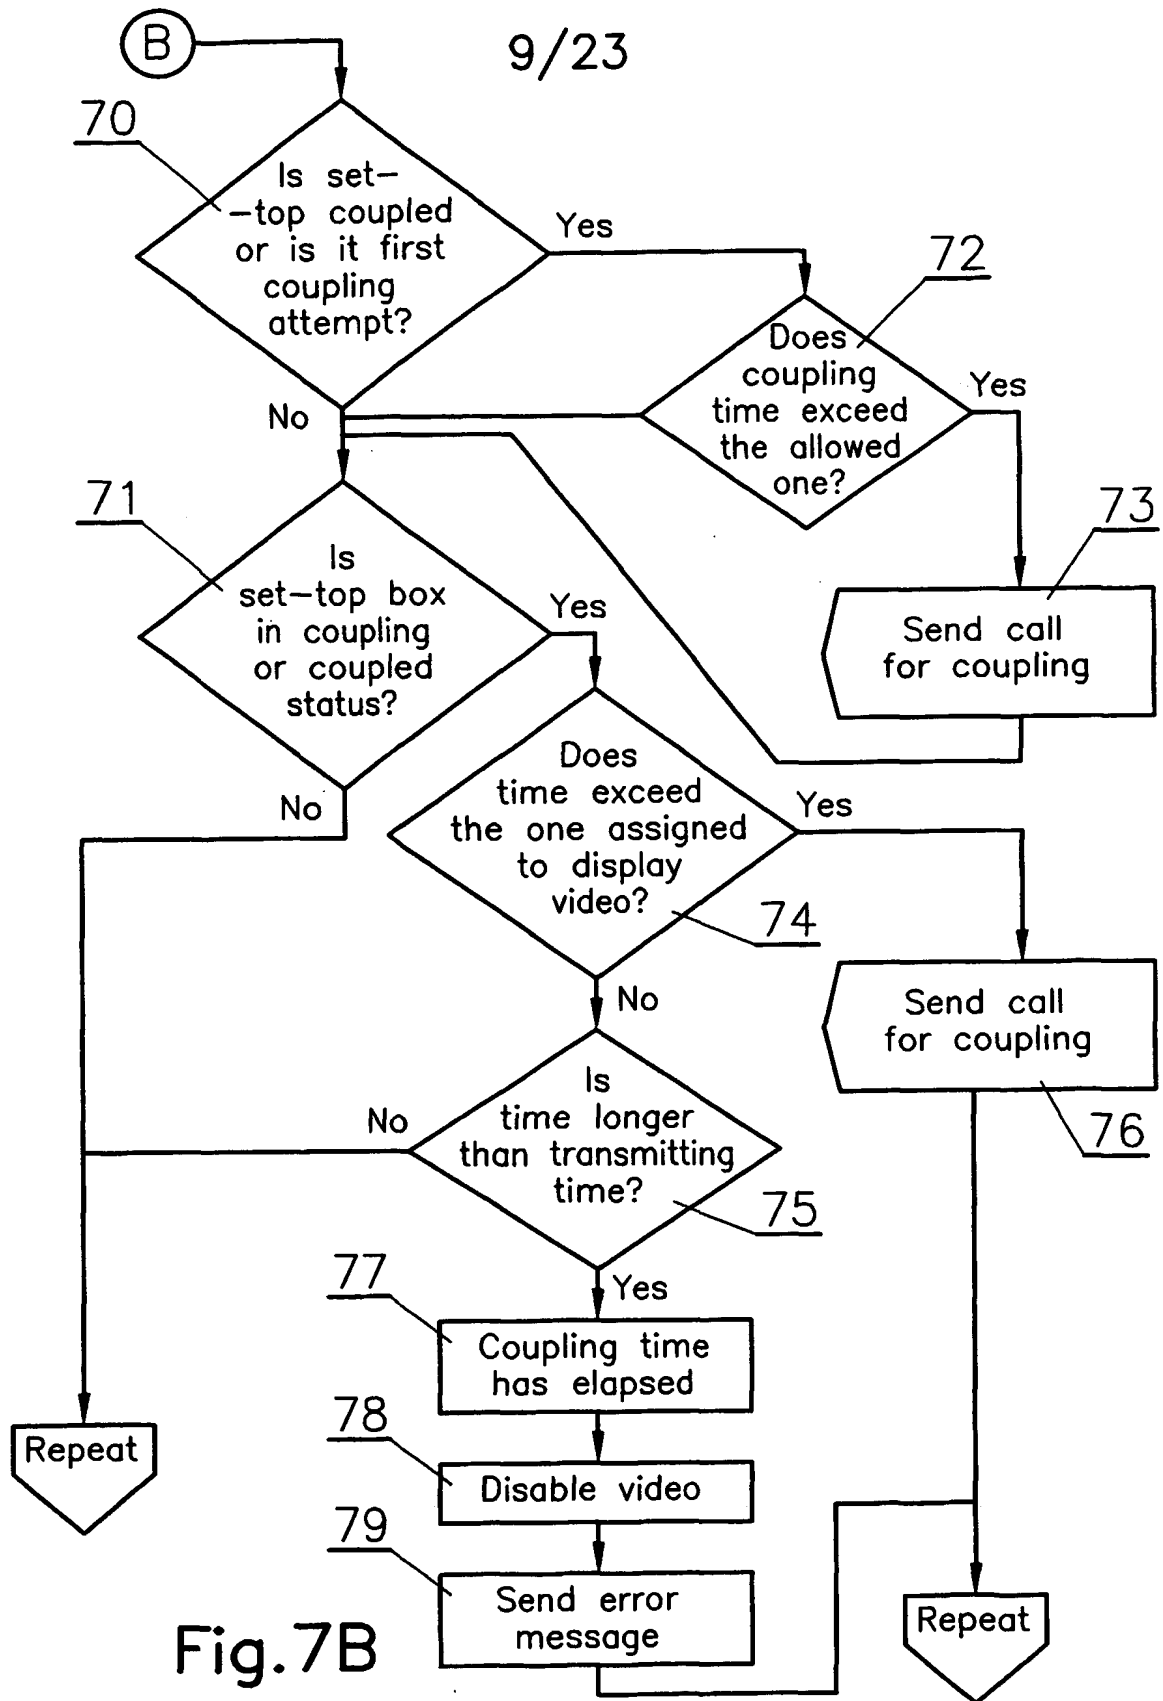 B
9/23
70
Is set-
-top coupled
or is it first
coupling
attempt?
Yes
No
72
Does
coupling
time exceed
the allowed
one?
Yes
73
Send call
for coupling
71
Is
set-top box
in coupling
or coupled
status?
Yes
No
Does
time exceed
the one assigned
to display
video?
Yes
74
No
Send call
for coupling
76
Is
time longer
than transmitting
time?
No
75
Yes
77
Coupling time
has elapsed
78
Disable video
79
Send error
message
Repeat
Repeat
Fig.7B